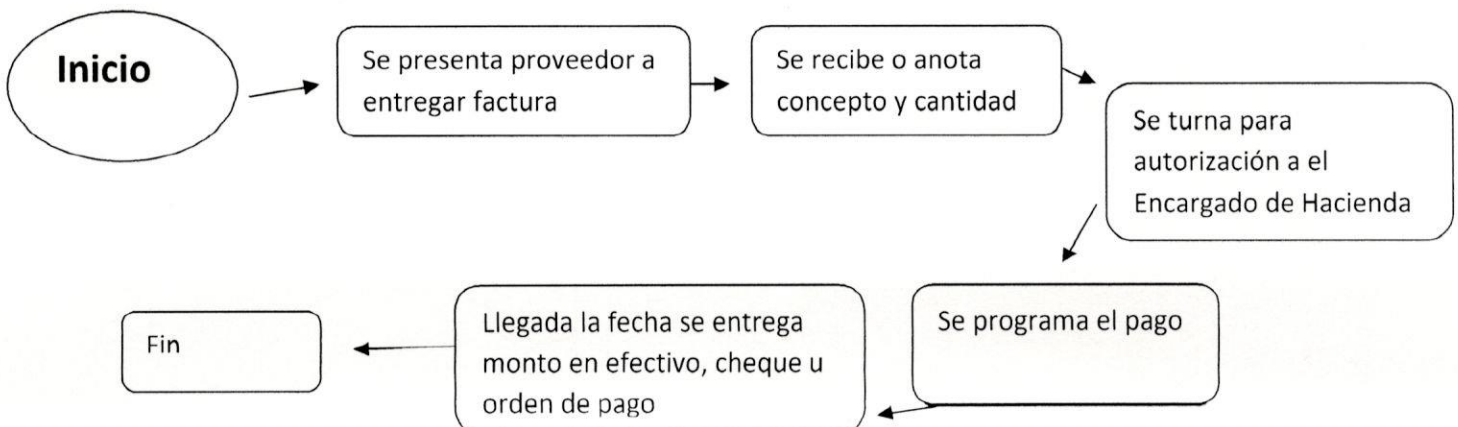 Inicio
Se presenta proveedor a
entregar factura
Se recibe o anota
concepto y cantidad
Se turna para
autorización a el
Encargado de Hacienda
Se programa el pago
Llegada la fecha se entrega
monto en efectivo, cheque u
orden de pago
Fin